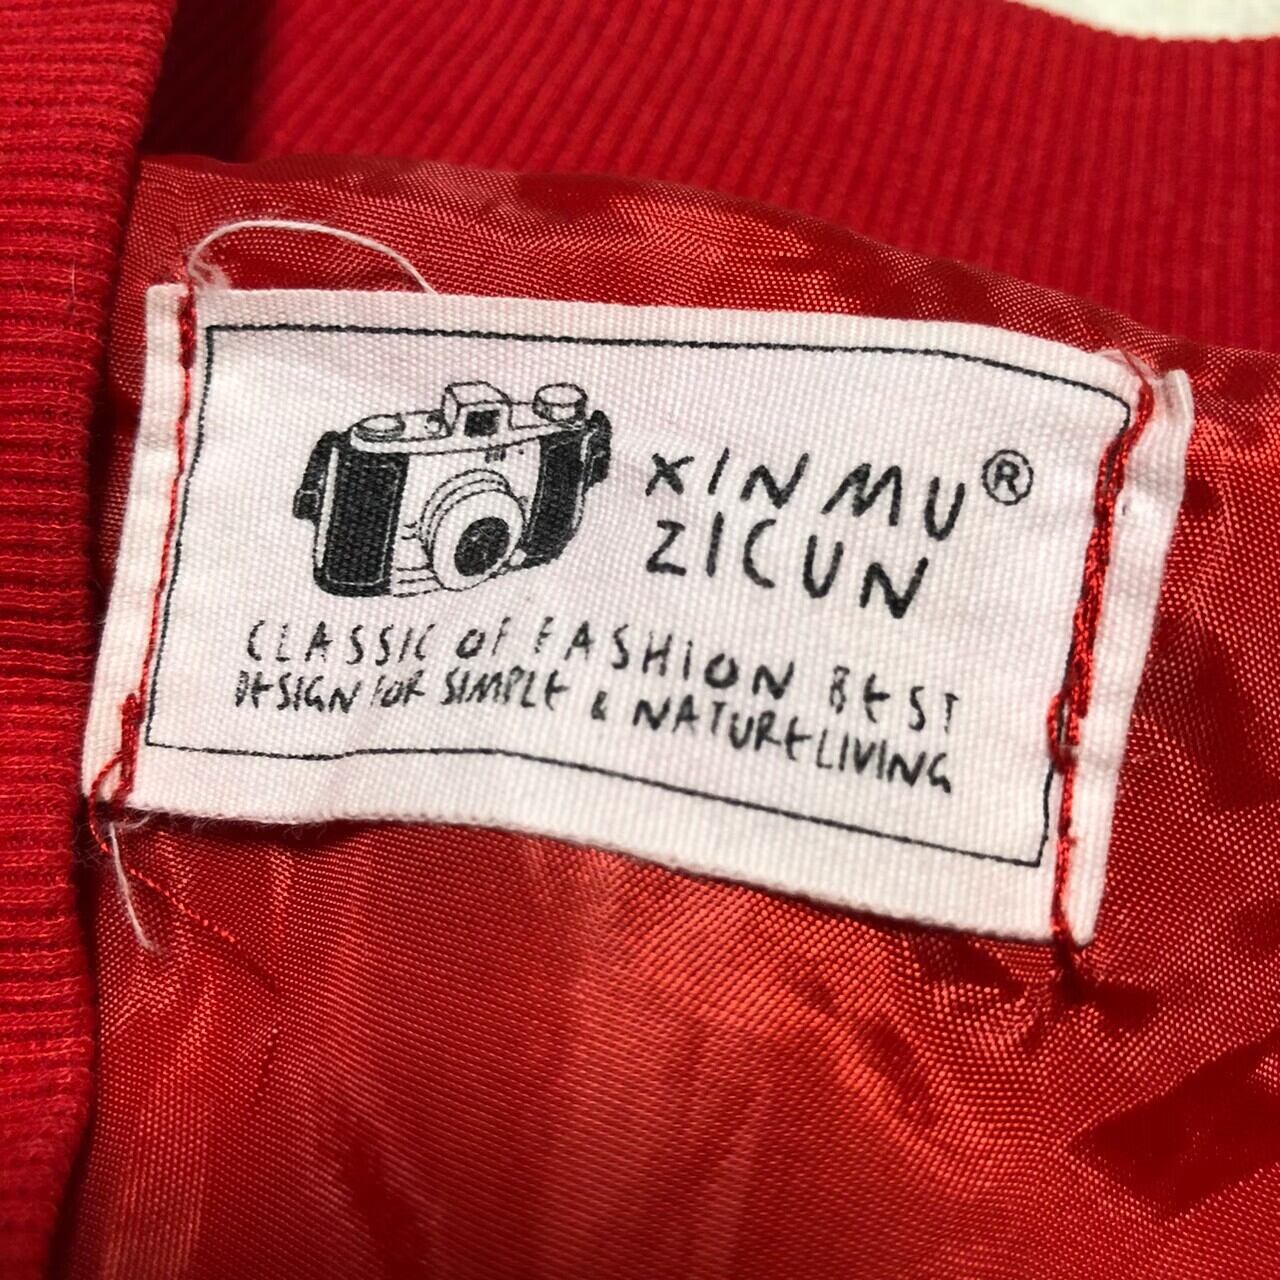 XINMU®
ZICUN
CLASSIC OF FASHION BEST
DESIGN FOR SIMPLE & NATURE LIVING